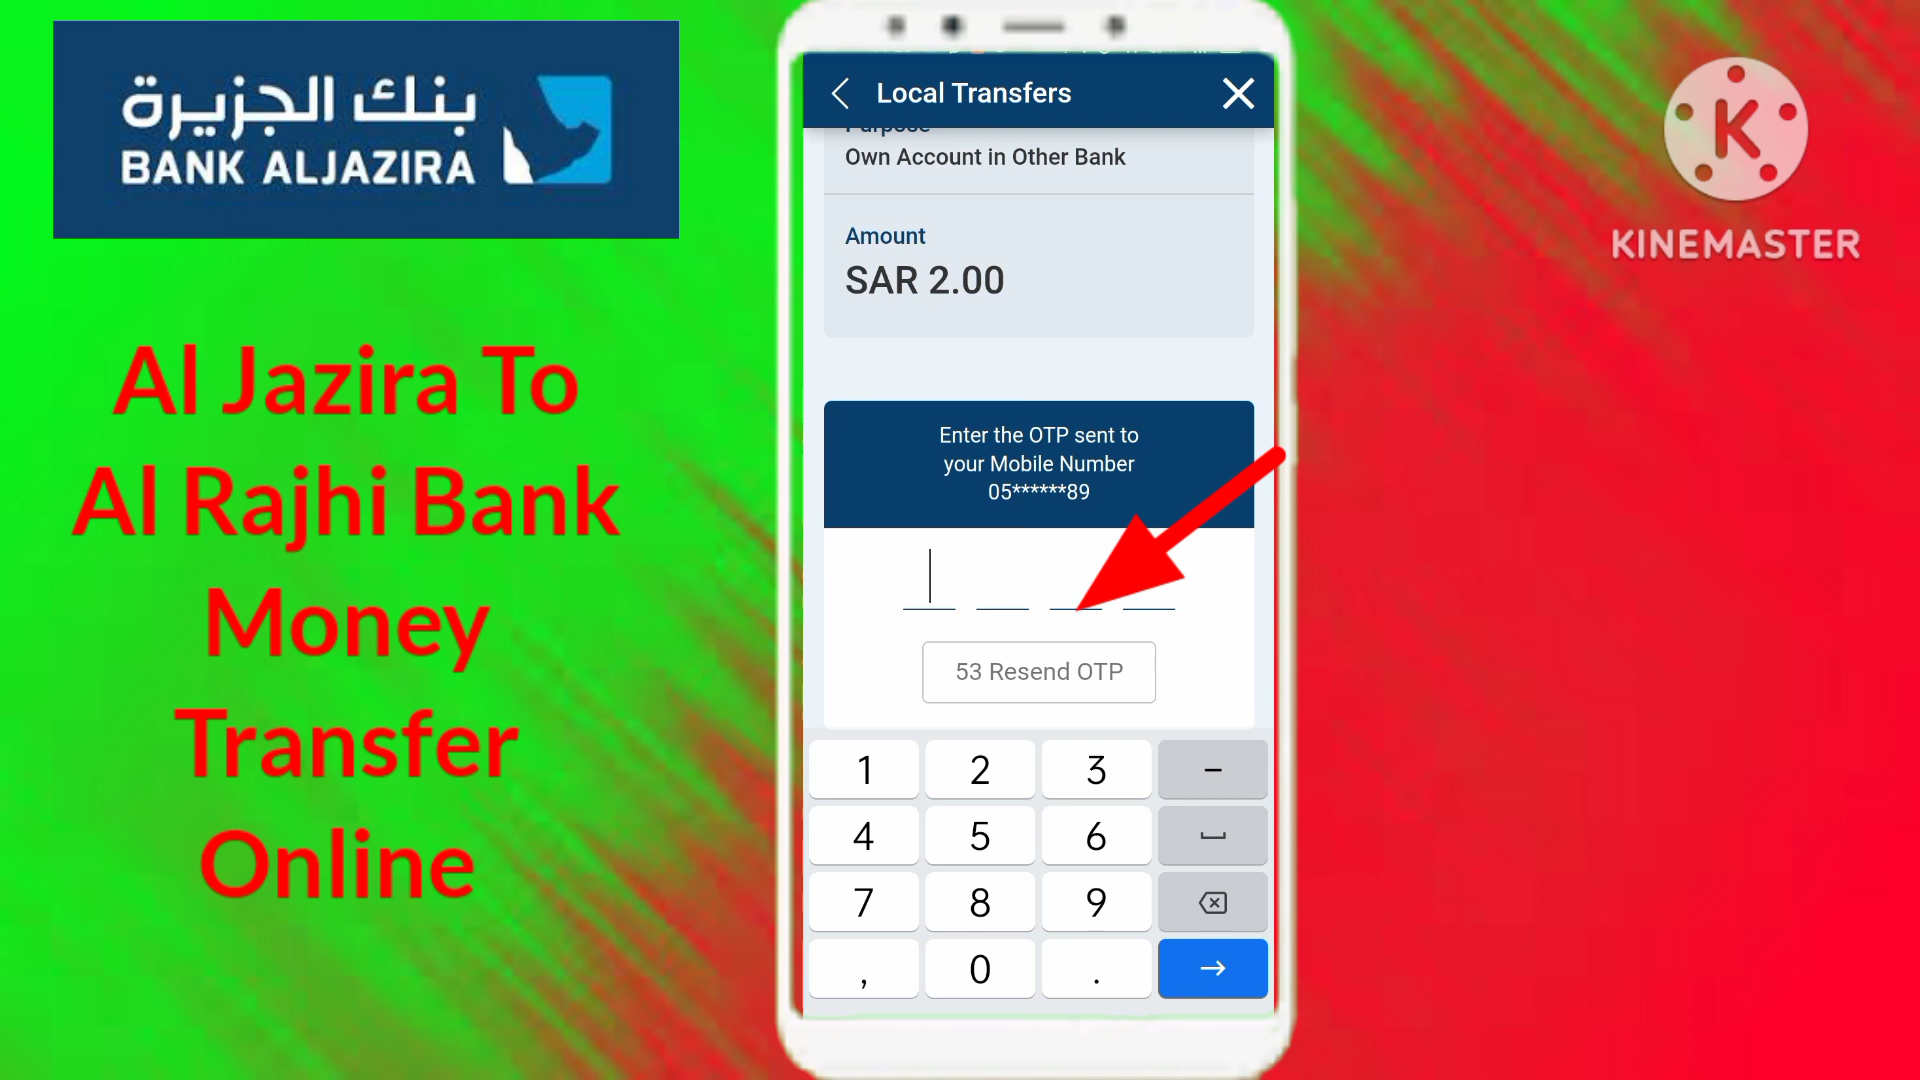 بنك الجزيرة
BANK ALJAZIRA
Al Jazira To
Al Rajhi Bank
Money
Transfer
Online
Local Transfers
Purpose
Own Account in Other Bank
Amount
SAR 2.00
Enter the OTP sent to
your Mobile Number
05******89
53 Resend OTP
1 2 3 -
4 5 6
7 8 9
, 0 .
K
KINEMASTER